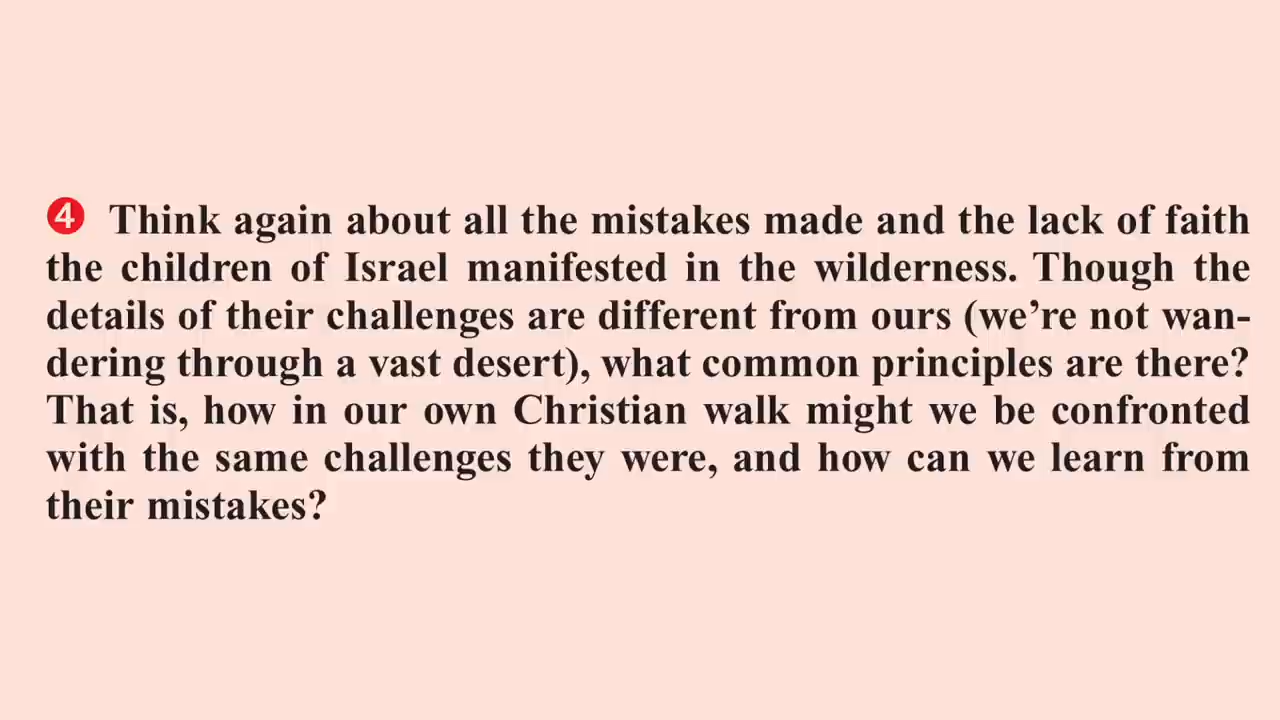 4 Think again about all the mistakes made and the lack of faith
the children of Israel manifested in the wilderness. Though the
details of their challenges are different from ours (we’re not wan-
dering through a vast desert), what common principles are there?
That is, how in our own Christian walk might we be confronted
with the same challenges they were, and how can we learn from
their mistakes?